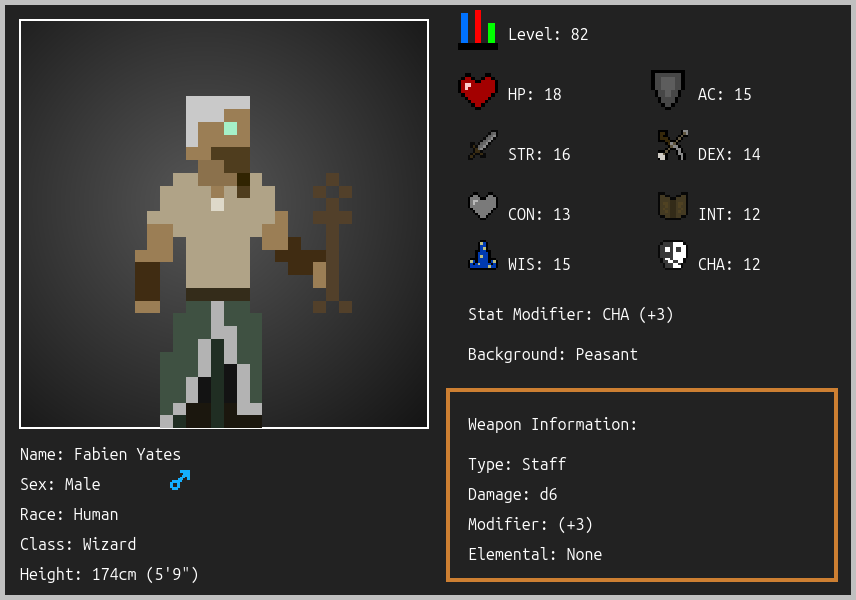 Level: 82
HP: 18
AC: 15
STR: 16
DEX: 14
CON: 13
INT: 12
WIS: 15
CHA: 12
Stat Modifier: CHA (+3)
Background: Peasant
Weapon Information:
Type: Staff
Damage: d6
Modifier: (+3)
Elemental: None
Name: Fabien Yates
Sex: Male
Race: Human
Class: Wizard
Height: 174cm (5'9")